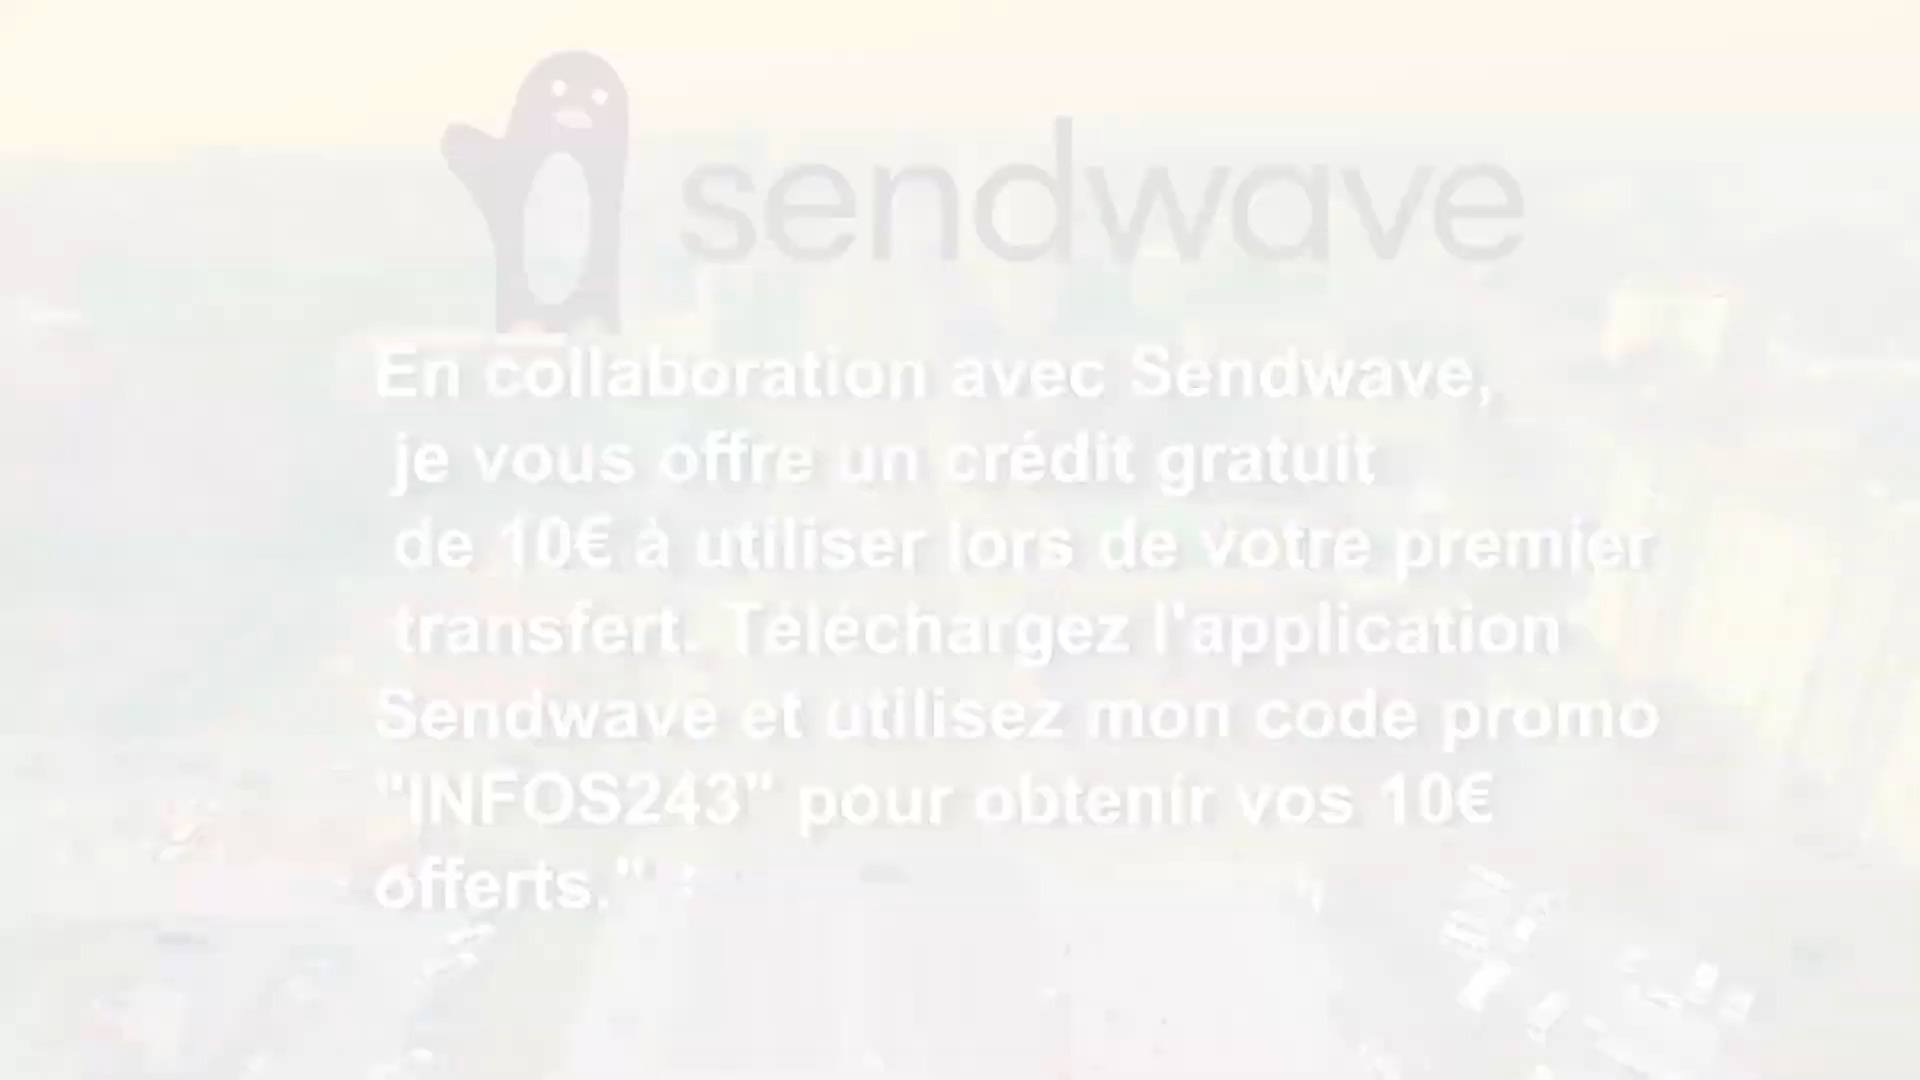 sendwave
En collaboration avec Sendwave,
je vous offre un crédit gratuit
de 10€ à utiliser lors de votre premier
transfert. Téléchargez l'application
Sendwave et utilisez mon code promo
"INFOS243" pour obtenir vos 10€
offerts." :